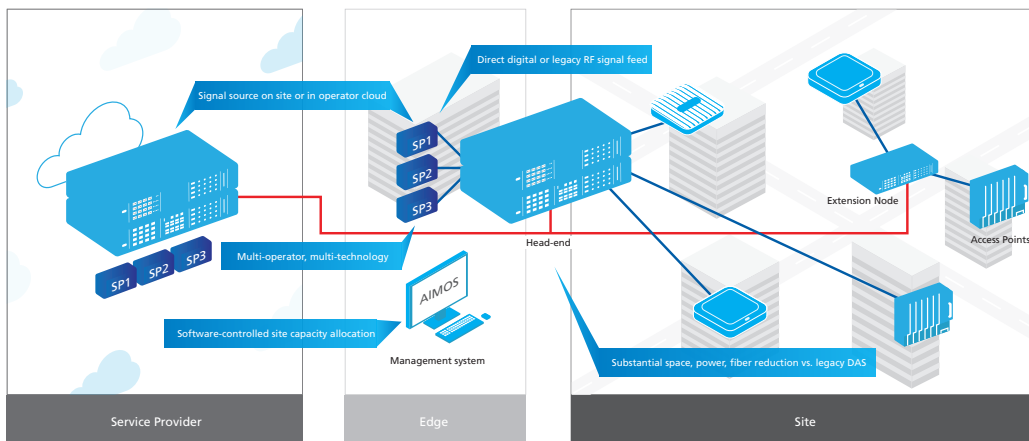 Direct digital or legacy RF signal feed
Signal source on site or in operator cloud
SP1
SP2
SP3
Extension Node
Access Points
Head-end
Multi-operator, multi-technology
SP1
SP2
SP3
AIMOS
Software-controlled site capacity allocation
Management system
Substantial space, power, fiber reduction vs. legacy DAS
Service Provider
Edge
Site